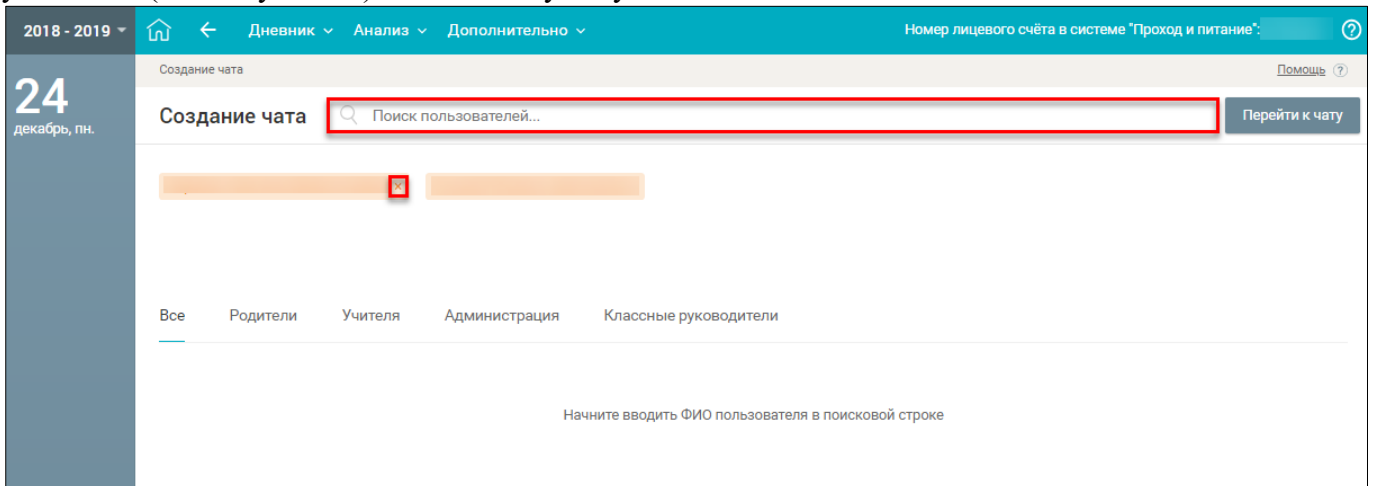 2018 - 2019 Дневник Анализ Дополнительно Номер лицевого счёта в системе "Проход и питание":
24
декабрь, пн.
Создание чата Помощь
Создание чата Поиск пользователей... Перейти к чату
Все Родители Учителя Администрация Классные руководители
Начните вводить ФИО пользователя в поисковой строке